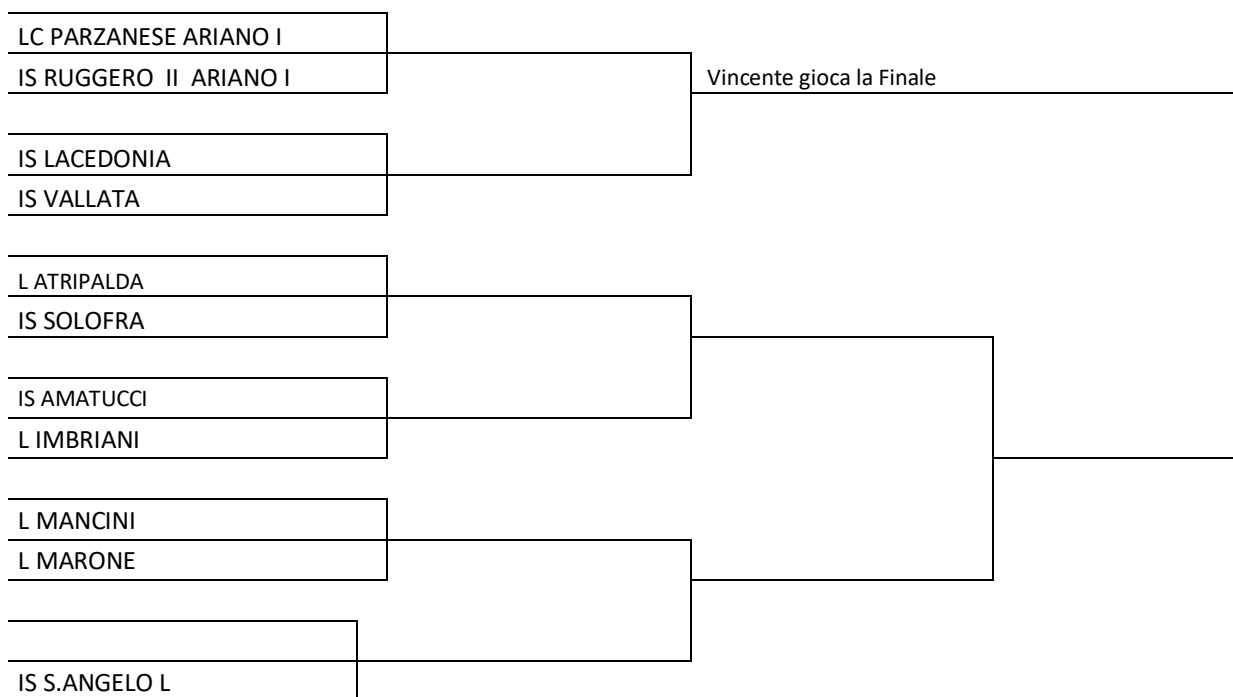 LC PARZANESE ARIANO I
IS RUGGERO II ARIANO I
Vincente gioca la Finale
IS LACEDONIA
IS VALLATA
L ATRIPALDA
IS SOLOFRA
IS AMATUCCI
L IMBRIANI
L MANCINI
L MARONE
IS S.ANGELO L